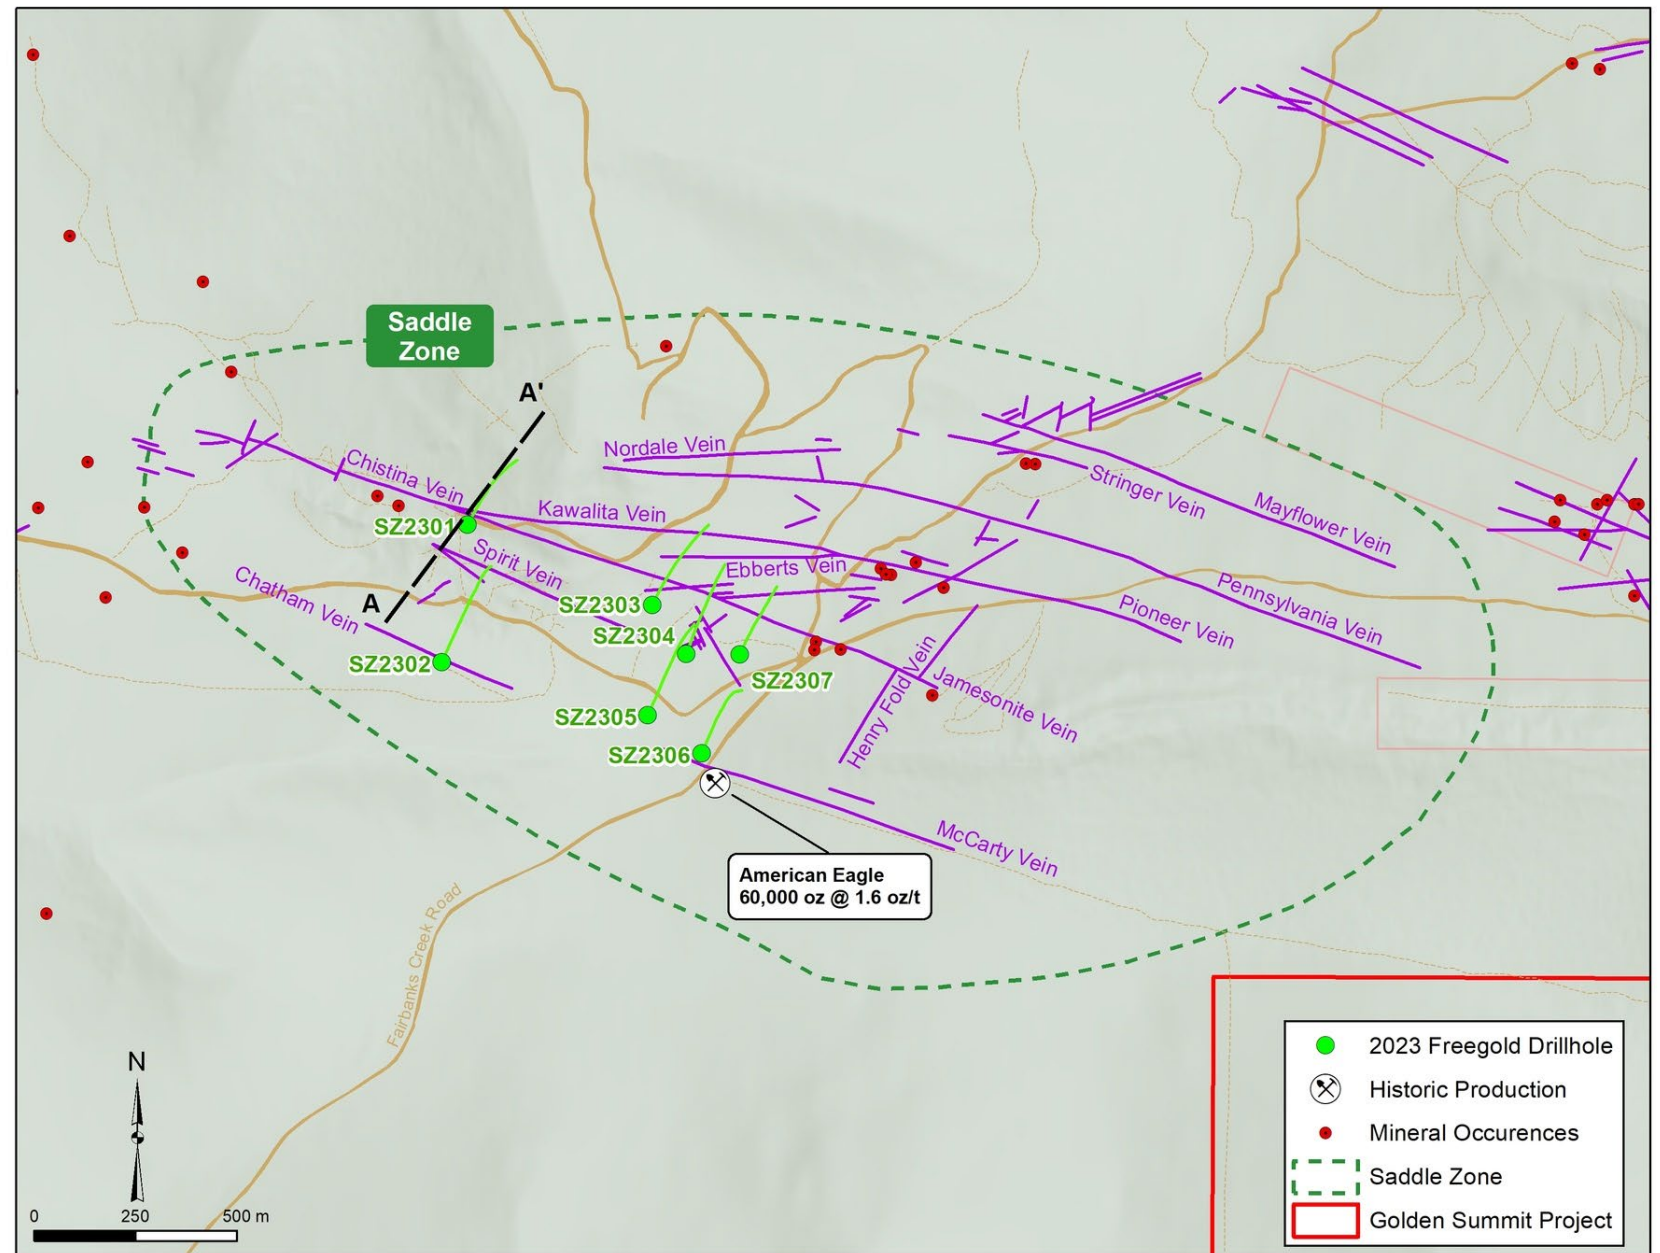 Saddle
Zone
A'
Nordale Vein
Chistina Vein
Stringer Vein
Mayflower Vein
Kawalita Vein
SZ2301
Spirit Vein
Ebberts Vein
Chatham Vein
A
SZ2303
Pennsylvania Vein
Pioneer Vein
SZ2304
SZ2302
SZ2307
Henry Fold Vein
Jamesonite Vein
SZ2305
SZ2306
McCarty Vein
American Eagle
60,000 oz @ 1.6 oz/t
Fairbanks Creek Road
N
0 250 500 m
2023 Freegold Drillhole
Historic Production
Mineral Occurences
Saddle Zone
Golden Summit Project